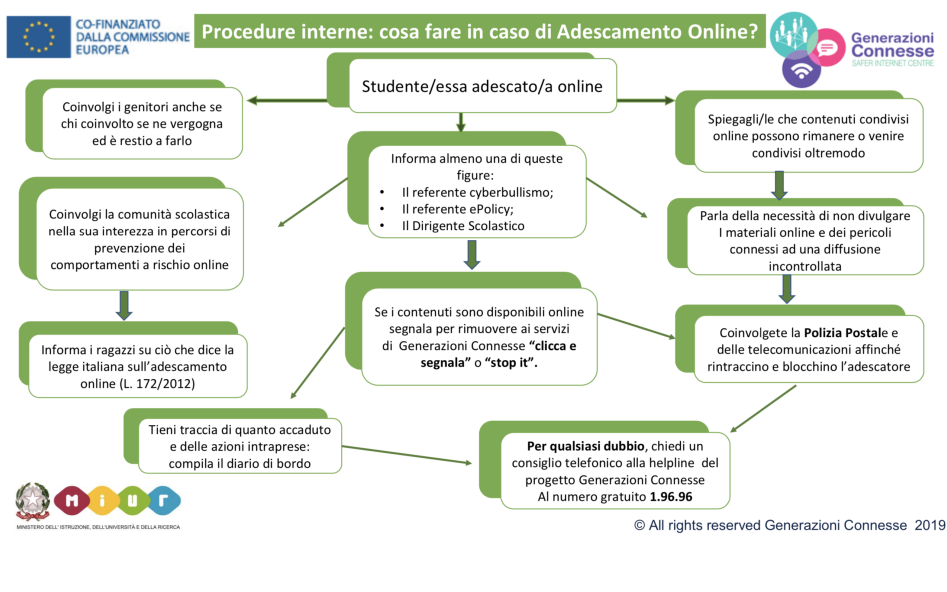 CO-FINANZIATO
DALLA COMMISSIONE
EUROPEA
Procedure interne: cosa fare in caso di Adescamento Online?
Generazioni
Connesse
SAFER INTERNET CENTRE
Studente/essa adescato/a online
Coinvolgi i genitori anche se
chi coinvolto se ne vergogna
ed è restio a farlo
Spiegagli/le che contenuti condivisi
online possono rimanere o venire
condivisi oltremodo
Informa almeno una di queste
figure:
• Il referente cyberbullismo;
• Il referente ePolicy;
• Il Dirigente Scolastico
Coinvolgi la comunità scolastica
nella sua interezza in percorsi di
prevenzione dei
comportamenti a rischio online
Parla della necessità di non divulgare
I materiali online e dei pericoli
connessi ad una diffusione
incontrollata
Se i contenuti sono disponibili online
segnala per rimuovere ai servizi
di Generazioni Connesse “clicca e
segnala” o “stop it”.
Informa i ragazzi su ciò che dice la
legge italiana sull’adescamento
online (L. 172/2012)
Coinvolgete la Polizia Postale e
delle telecomunicazioni affinché
rintraccino e blocchino l’adescatore
Tieni traccia di quanto accaduto
e delle azioni intraprese:
compila il diario di bordo
Per qualsiasi dubbio, chiedi un
consiglio telefonico alla helpline del
progetto Generazioni Connesse
Al numero gratuito 1.96.96
miur
MINISTERO DELL' ISTRUZIONE, DELL'UNIVERSITÀ E DELLA RICERCA
© All rights reserved Generazioni Connesse 2019